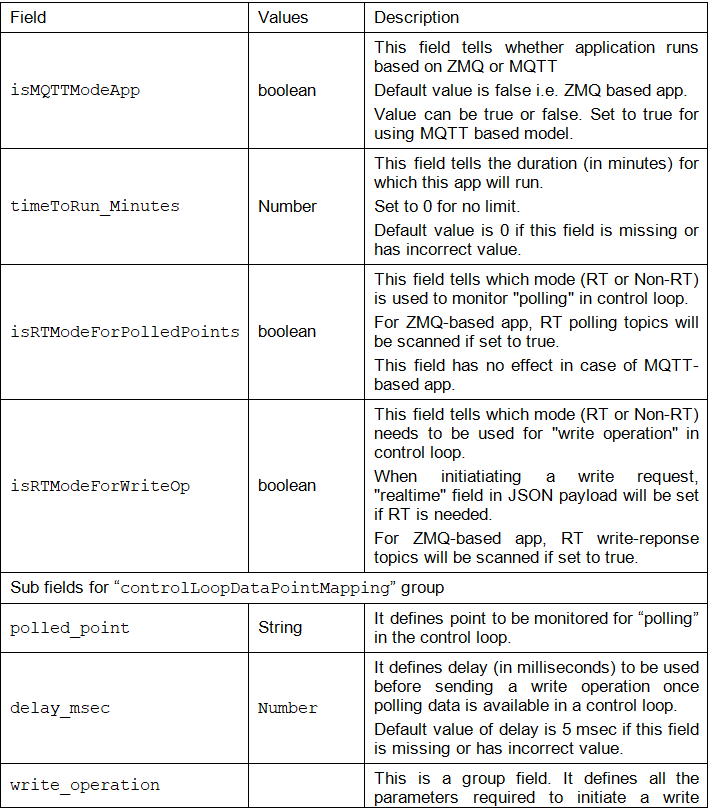 Field Values Description
This field tells whether application runs
based on ZMQ or MQTT
isMQTTModeApp boolean Default value is false i.e. ZMQ based app.
Value can be true or false. Set to true for
using MQTT based model.
This field tells the duration (in minutes) for
which this app will run.
timeToRun_Minutes Number Set to 0 for no limit.
Default value is 0 if this field is missing or
has incorrect value.
This field tells which mode (RT or Non-RT)
is used to monitor "polling" in control loop.
isRTModeForPolledPoints boolean For ZMQ-based app, RT polling topics will
be scanned if set to true.
This field has no effect in case of MQTT-
based app.
This field tells which mode (RT or Non-RT)
needs to be used for "write operation" in
control loop.
isRTModeForWriteOp boolean When initiatiating a write request,
"realtime" field in JSON payload will be set
if RT is needed.
For ZMQ-based app, RT write-reponse
topics will be scanned if set to true.
Sub fields for “controlLoopDataPointMapping” group
polled_point String It defines point to be monitored for “polling”
in the control loop.
It defines delay (in milliseconds) to be used
before sending a write operation once
delay_msec Number polling data is available in a control loop.
Default value of delay is 5 msec if this field
is missing or has incorrect value.
write_operation This is a group field. It defines all the
parameters required to initiate a write